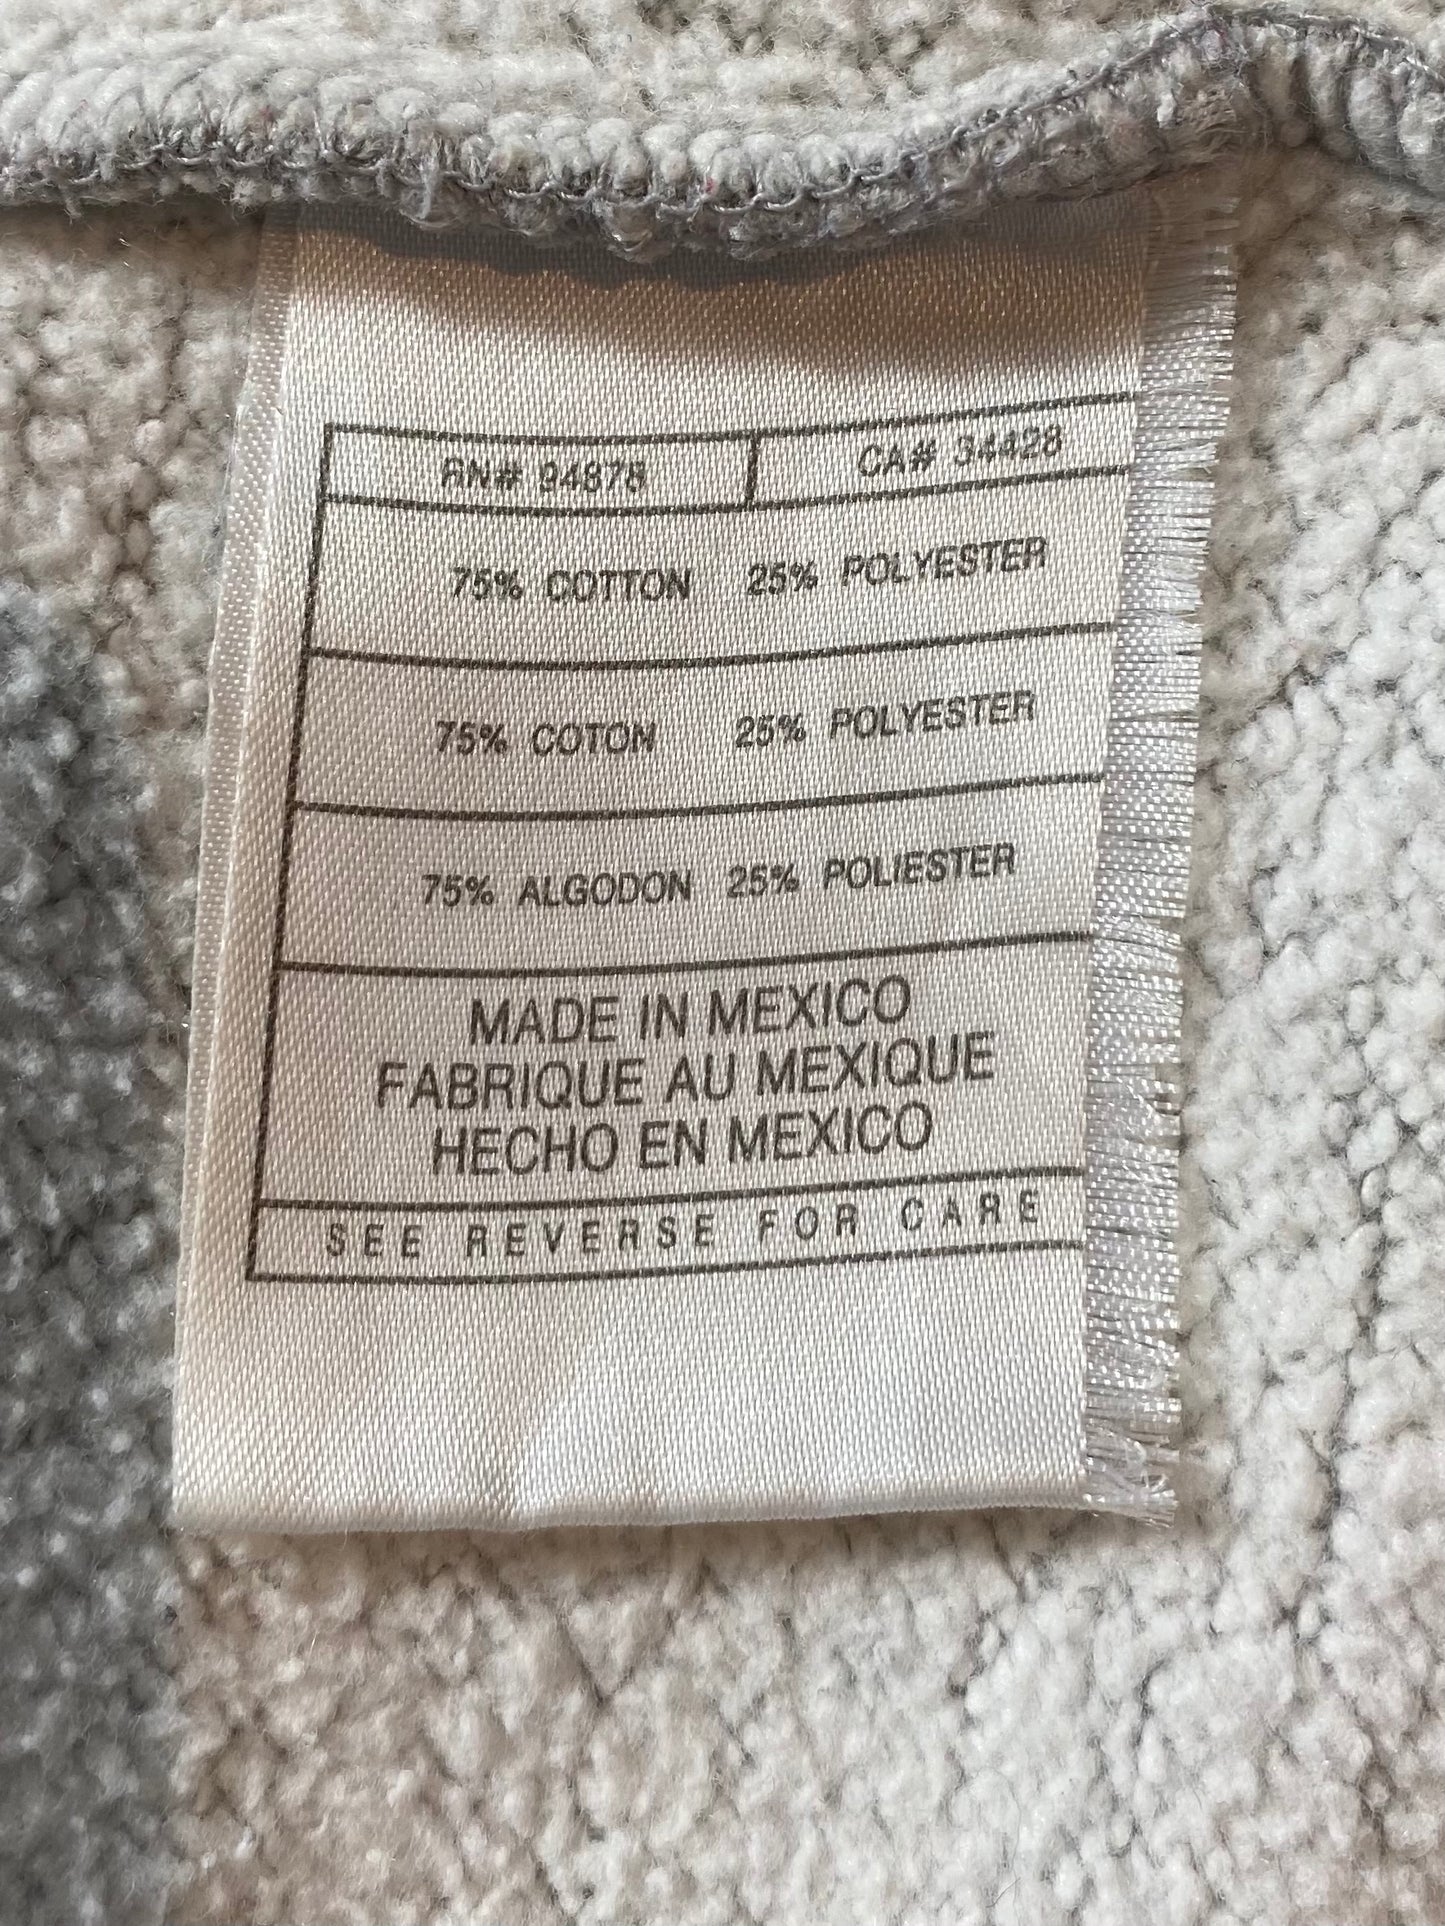 RN# 94878 CA# 34428
75% COTTON 25% POLYESTER
75% COTON 25% POLYESTER
75% ALGODON 25% POLIESTER
MADE IN MEXICO
FABRIQUE AU MEXIQUE
HECHO EN MEXICO
SEE REVERSE FOR CARE